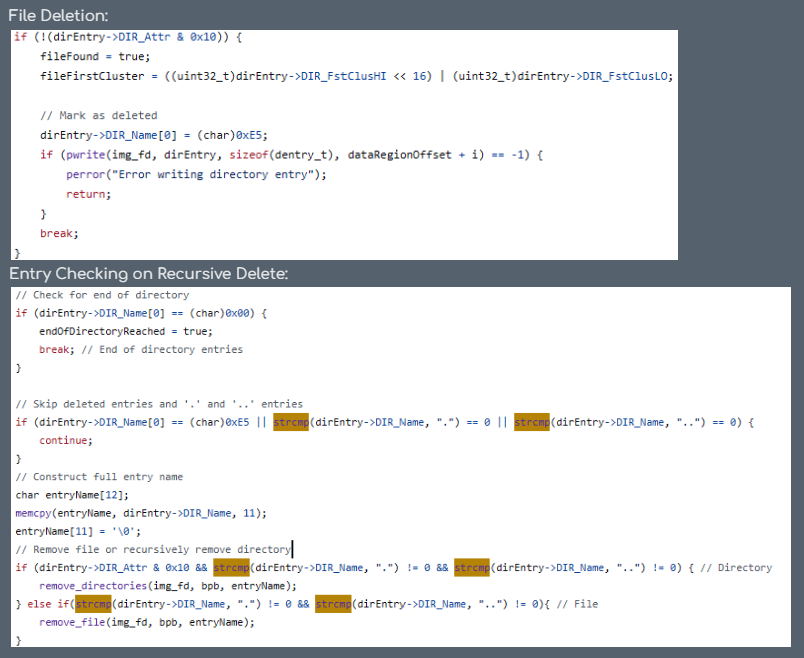 File Deletion:
if (!(dirEntry->DIR_Attr & 0x10)) {
    fileFound = true;
    fileFirstCluster = ((uint32_t)dirEntry->DIR_FstClusHI << 16) | (uint32_t)dirEntry->DIR_FstClusLO;

    // Mark as deleted
    dirEntry->DIR_Name[0] = (char)0xE5;
    if (pwrite(img_fd, dirEntry, sizeof(dentry_t), dataRegionOffset + i) == -1) {
        perror("Error writing directory entry");
        return;
    }
    break;
}
Entry Checking on Recursive Delete:
// Check for end of directory
if (dirEntry->DIR_Name[0] == (char)0x00) {
    endOfDirectoryReached = true;
    break; // End of directory entries
}

// Skip deleted entries and '.' and '..' entries
if (dirEntry->DIR_Name[0] == (char)0xE5 || strcmp(dirEntry->DIR_Name, ".") == 0 || strcmp(dirEntry->DIR_Name, "..") == 0) {
    continue;
}
// Construct full entry name
char entryName[12];
memcpy(entryName, dirEntry->DIR_Name, 11);
entryName[11] = '\0';
// Remove file or recursively remove directory
if (dirEntry->DIR_Attr & 0x10 && strcmp(dirEntry->DIR_Name, ".") != 0 && strcmp(dirEntry->DIR_Name, "..") != 0) { // Directory
    remove_directories(img_fd, bpb, entryName);
} else if(strcmp(dirEntry->DIR_Name, ".") != 0 && strcmp(dirEntry->DIR_Name, "..") != 0){ // File
    remove_file(img_fd, bpb, entryName);
}